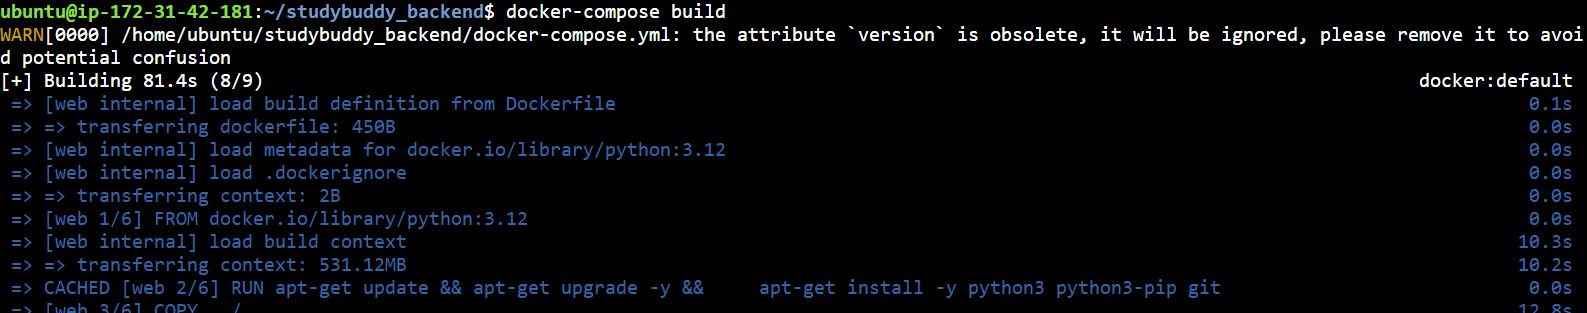 ubuntu@ip-172-31-42-181:~/studybuddy_backend$ docker-compose build
WARN[0000] /home/ubuntu/studybuddy_backend/docker-compose.yml: the attribute `version` is obsolete, it will be ignored, please remove it to avoi
d potential confusion
[+] Building 81.4s (8/9) docker:default
=> [web internal] load build definition from Dockerfile 0.1s
=> => transferring dockerfile: 450B 0.0s
=> [web internal] load metadata for docker.io/library/python:3.12 0.0s
=> [web internal] load .dockerignore 0.0s
=> => transferring context: 2B 0.0s
=> [web 1/6] FROM docker.io/library/python:3.12 0.0s
=> [web internal] load build context 10.3s
=> => transferring context: 531.12MB 10.2s
=> CACHED [web 2/6] RUN apt-get update && apt-get upgrade -y &&     apt-get install -y python3 python3-pip git 0.0s
=> [web 3/6] COPY . / 12.8s